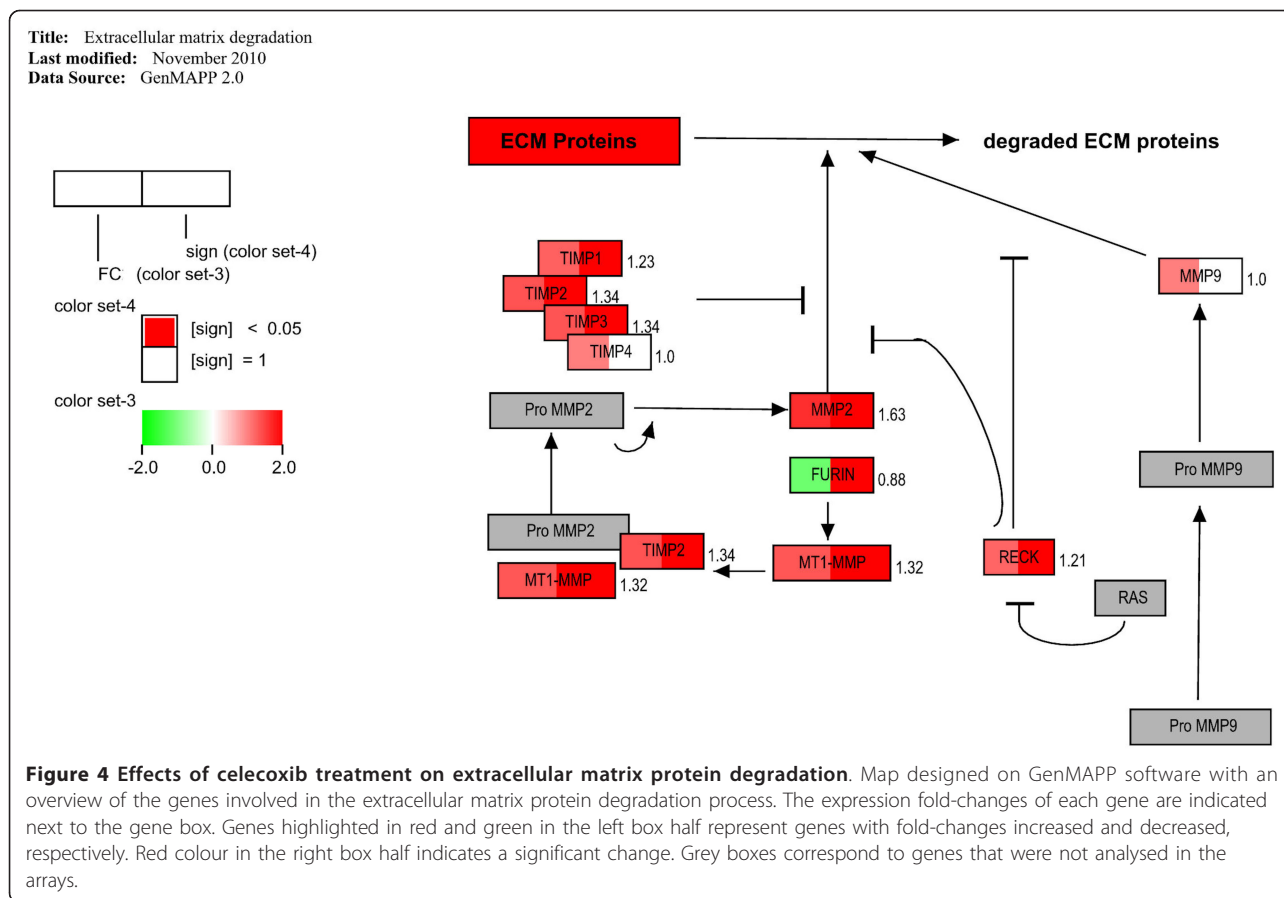 Title: Extracellular matrix degradation
Last modified: November 2010
Data Source: GenMAPP 2.0
ECM Proteins
degraded ECM proteins
sign (color set-4)
FC (color set-3)
color set-4
[sign] < 0.05
[sign] = 1
color set-3
-2.0 0.0 2.0
TIMP1 1.23
TIMP2 1.34
TIMP3 1.34
TIMP4 1.0
MMP9 1.0
Pro MMP2
MMP2 1.63
FURIN 0.88
Pro MMP9
Pro MMP2
TIMP2 1.34
MT1-MMP 1.32
MT1-MMP 1.32
RECK 1.21
RAS
Pro MMP9
Figure 4 Effects of celecoxib treatment on extracellular matrix protein degradation. Map designed on GenMAPP software with an
overview of the genes involved in the extracellular matrix protein degradation process. The expression fold-changes of each gene are indicated
next to the gene box. Genes highlighted in red and green in the left box half represent genes with fold-changes increased and decreased,
respectively. Red colour in the right box half indicates a significant change. Grey boxes correspond to genes that were not analysed in the
arrays.